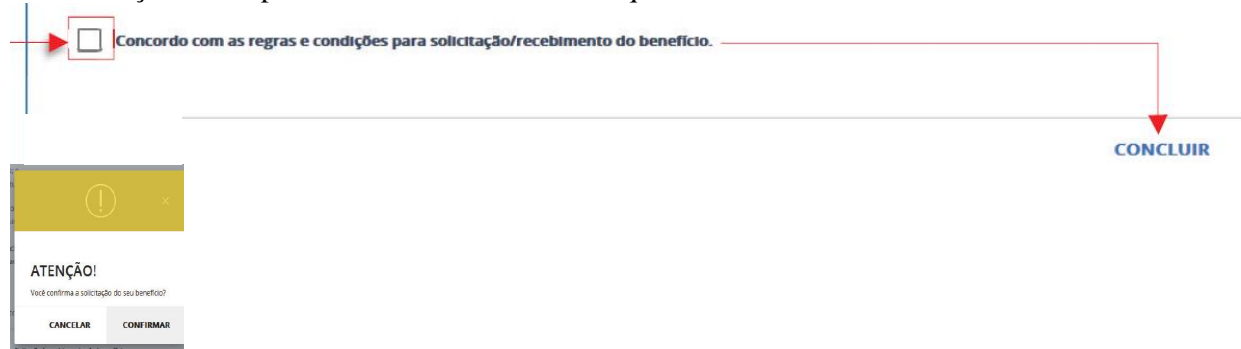 Concordo com as regras e condições para solicitação/recebimento do benefício.
CONCLUIR
ATENÇÃO!
Você confirma a solicitação do seu benefício?
CANCELAR CONFIRMAR